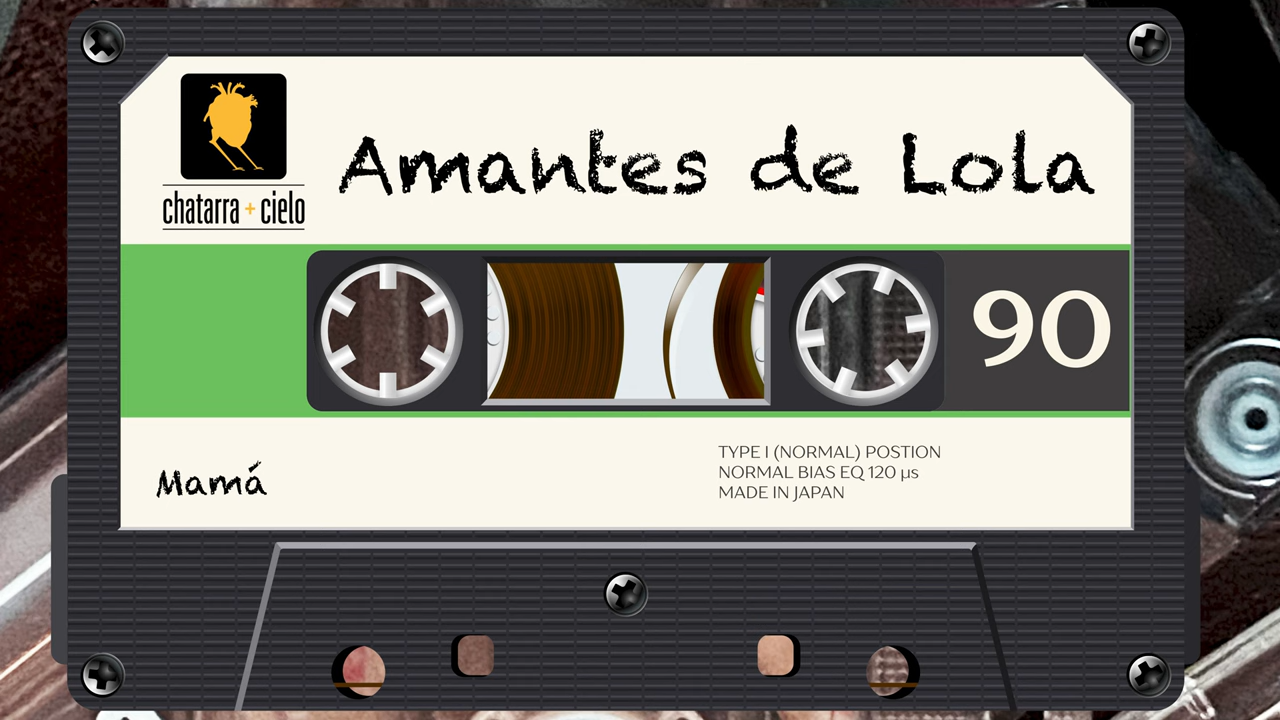 Amantes de Lola
chatarra + cielo
90
TYPE I (NORMAL) POSTION
NORMAL BIAS EQ 120 µs
MADE IN JAPAN
Mamá